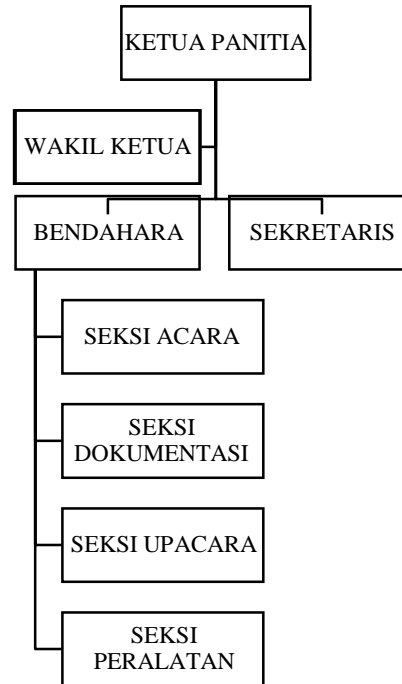 KETUA PANITIA
WAKIL KETUA
BENDAHARA
SEKRETARIS
SEKSI ACARA
SEKSI
DOKUMENTASI
SEKSI UPACARA
SEKSI
PERALATAN